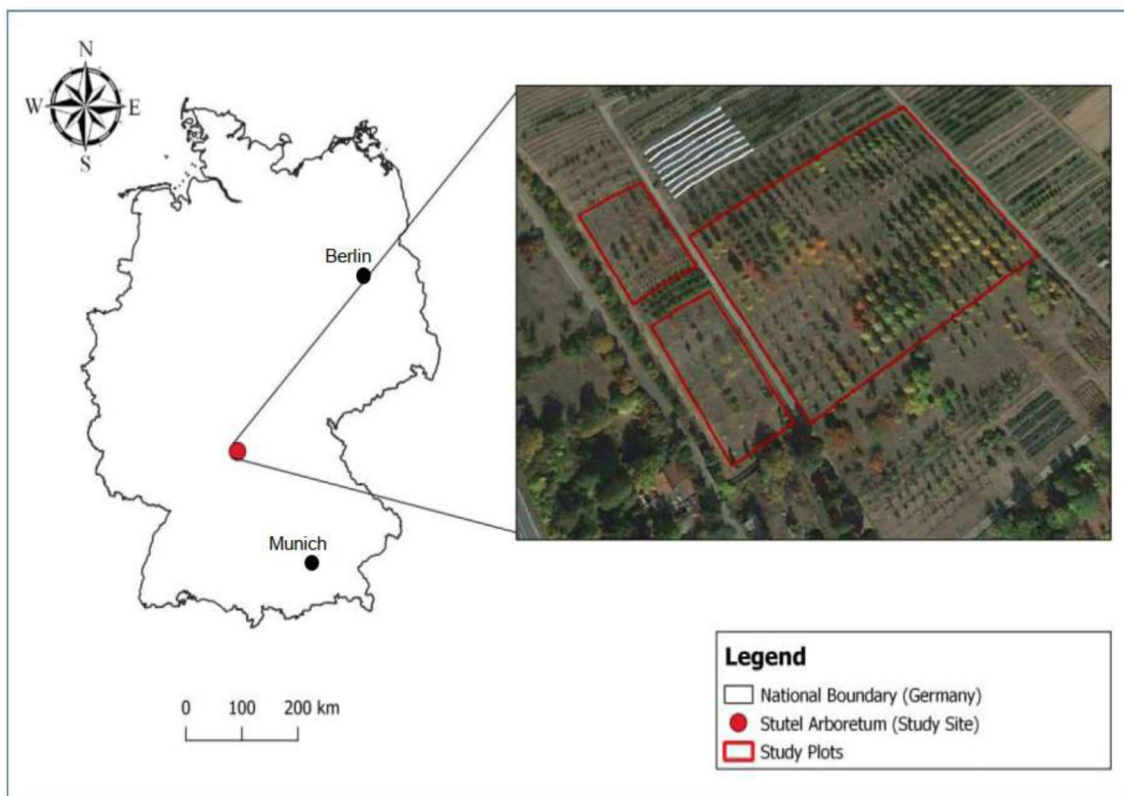 N
W E
S
Berlin
Munich
0 100 200 km
Legend
National Boundary (Germany)
Stutel Arboretum (Study Site)
Study Plots